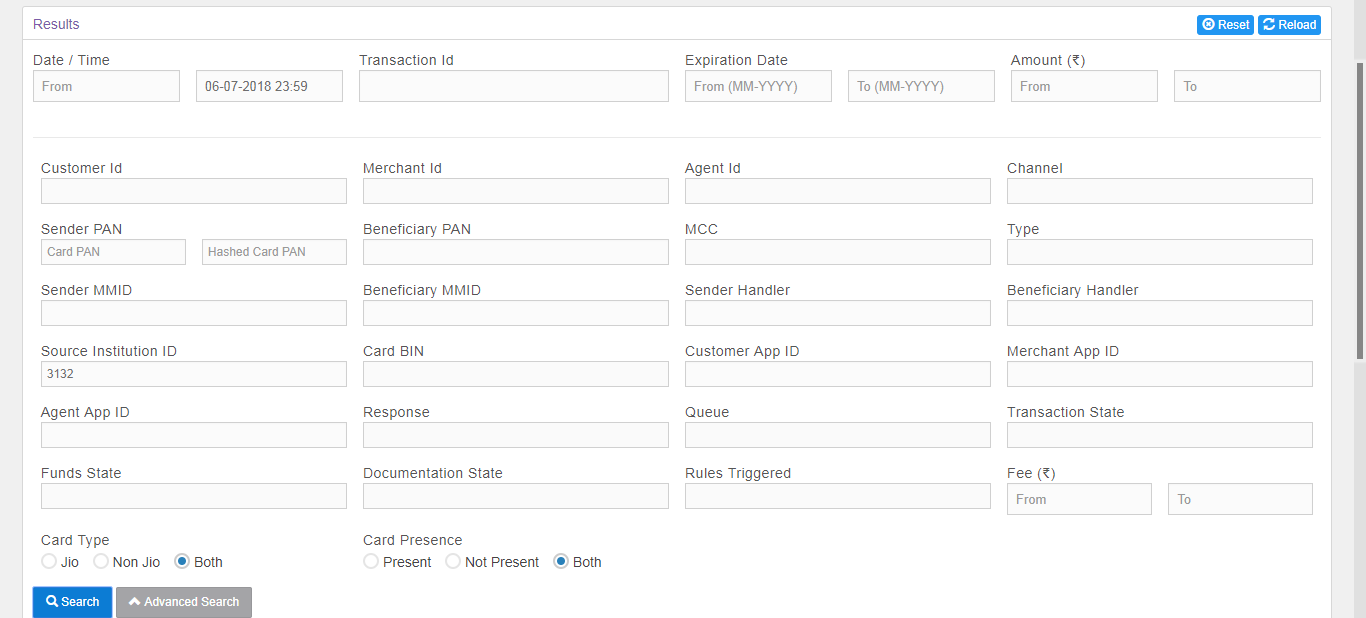 Results
Reset Reload
Date / Time Transaction Id Expiration Date Amount (₹)
From 06-07-2018 23:59 From (MM-YYYY) To (MM-YYYY) From To
Customer Id Merchant Id Agent Id Channel
Sender PAN Beneficiary PAN MCC Type
Card PAN Hashed Card PAN
Sender MMID Beneficiary MMID Sender Handler Beneficiary Handler
Source Institution ID Card BIN Customer App ID Merchant App ID
3132
Agent App ID Response Queue Transaction State
Funds State Documentation State Rules Triggered Fee (₹)
From To
Card Type Card Presence
Jio Non Jio Both Present Not Present Both
Search Advanced Search